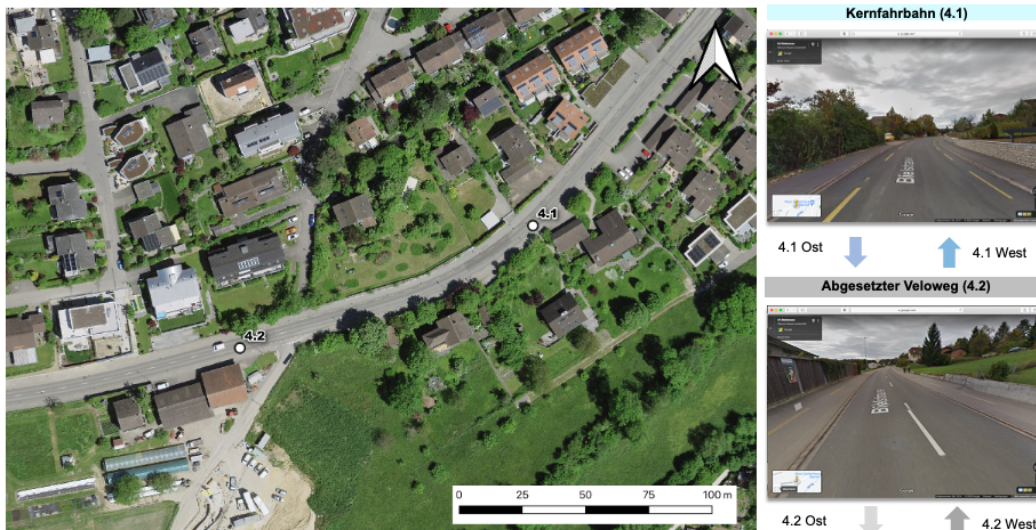 Kernfahrbahn (4.1)
4.1
4.1 Ost
4.1 West
Abgesetzter Veloweg (4.2)
4.2
0
25
50
75
100 m
4.2 Ost
4.2 West